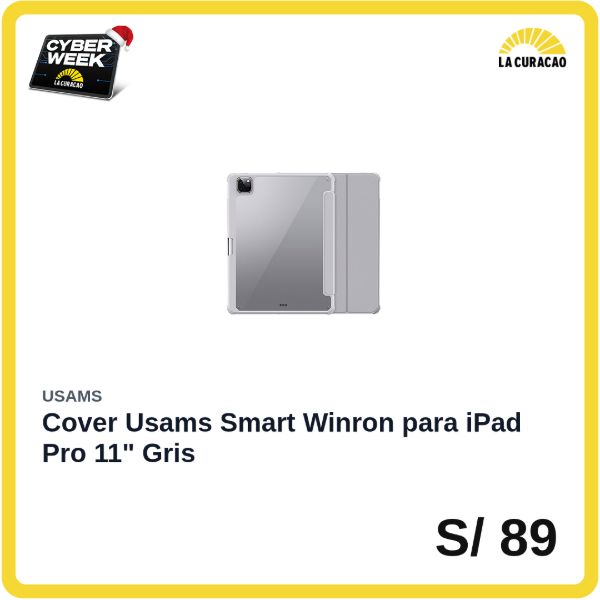 CYBER
WEEK
LA CURACAO
LA CURACAO
USAMS
Cover Usams Smart Winron para iPad
Pro 11" Gris
S/ 89